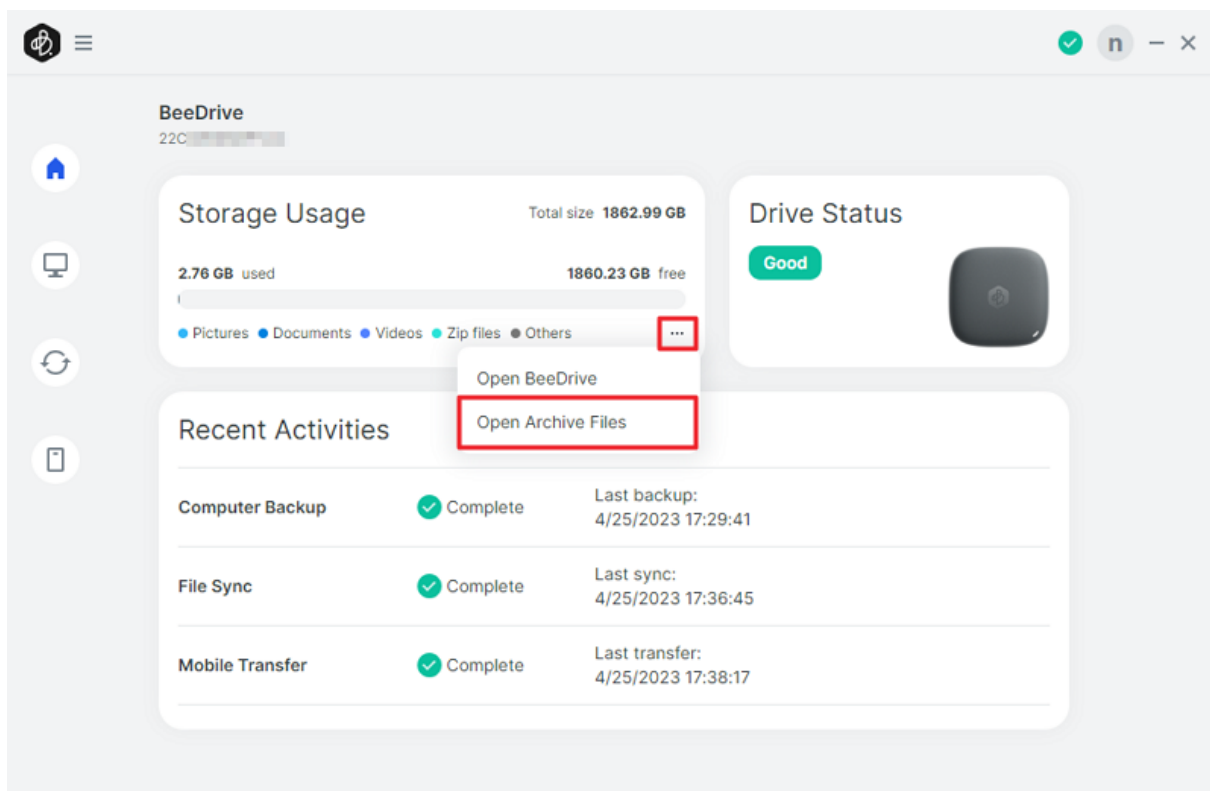 n
BeeDrive
22C
Storage Usage
Total size 1862.99 GB
2.76 GB used
1860.23 GB free
Pictures Documents Videos Zip files Others
...
Open BeeDrive
Open Archive Files
Drive Status
Good
Recent Activities
Computer Backup
Complete
Last backup:
4/25/2023 17:29:41
File Sync
Complete
Last sync:
4/25/2023 17:36:45
Mobile Transfer
Complete
Last transfer:
4/25/2023 17:38:17